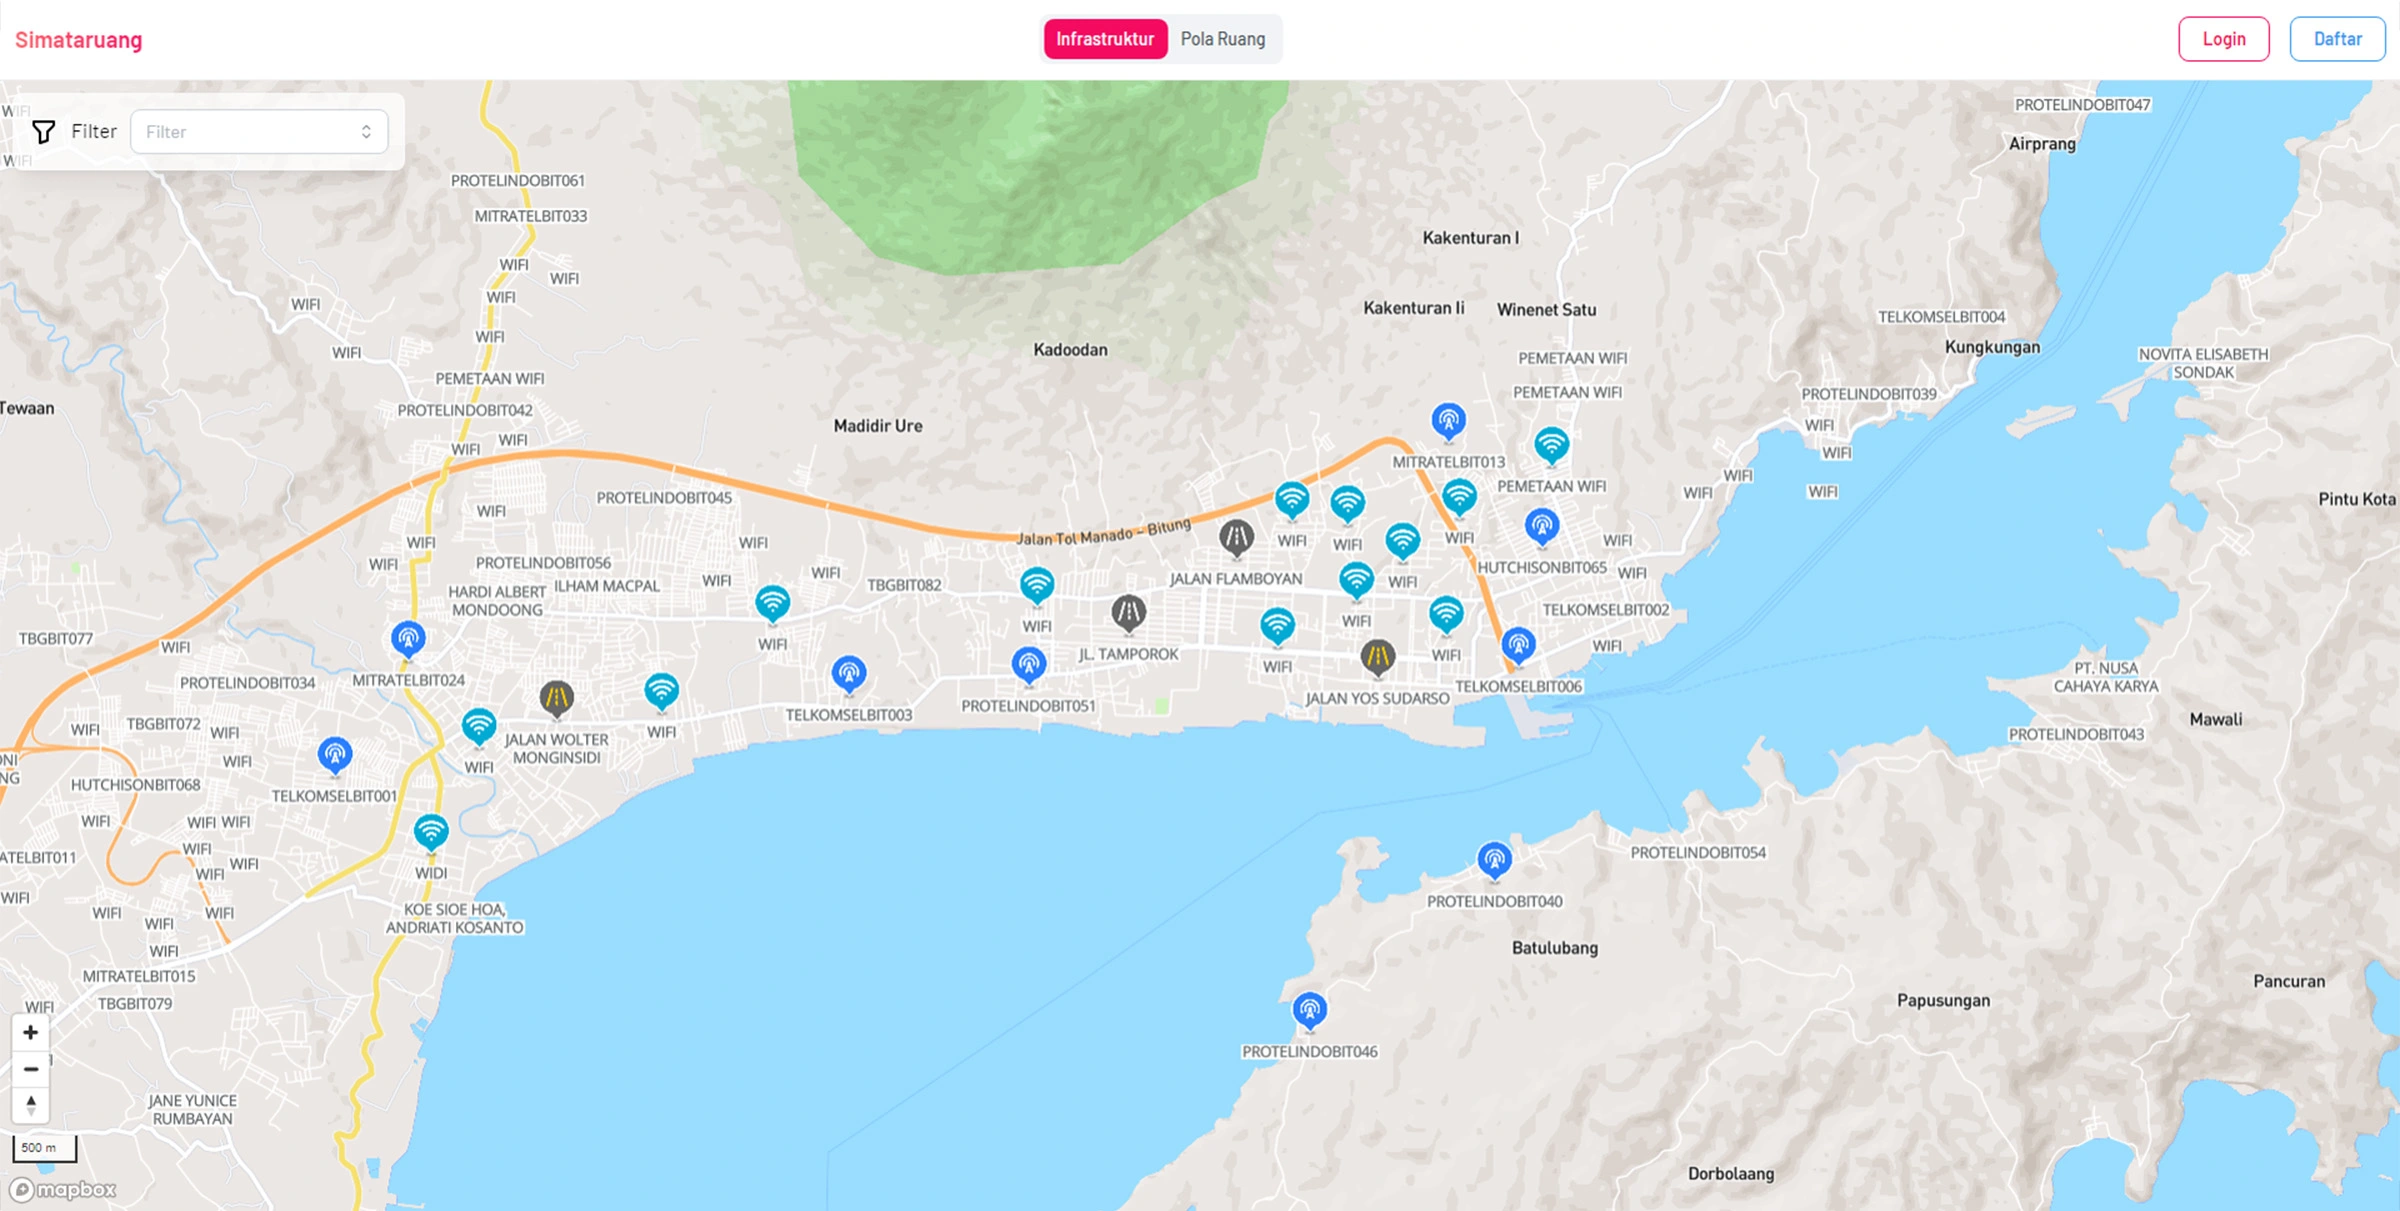 Simataruang
Infrastruktur
Pola Ruang
Login
Daftar
Filter
Filter
WIFI
WIFI
PROTELINDOBIT047
Airprang
PROTELINDOBIT061
MITRATELBIT033
WIFI
WIFI
WIFI
WIFI
WIFI
WIFI
Kakenturan I
Kakenturan Ii
Winenet Satu
Kadoodan
TELKOMSELBIT004
Kungkungan
PEMETAAN WIFI
PEMETAAN WIFI
NOVITA ELISABETH
SONDAK
PEMETAAN WIFI
PROTELINDOBIT042
PROTELINDOBIT039
Tewaan
Madidir Ure
WIFI
WIFI
WIFI
WIFI
MITRATELBIT013
PEMETAAN WIFI
WIFI
WIFI
WIFI
Pintu Kota
PROTELINDOBIT045
WIFI
Jalan Tol Manado - Bitung
WIFI
WIFI
WIFI
WIFI
WIFI
WIFI
WIFI
PROTELINDOBIT056
HUTCHISONBIT065
WIFI
WIFI
WIFI
JALAN FLAMBOYAN
WIFI
TBGBIT082
HARDI ALBERT
MONDOONG
ILHAM MACPAL
TELKOMSELBIT002
WIFI
WIFI
TBGBIT077
WIFI
WIFI
JL. TAMPOROK
WIFI
WIFI
WIFI
PROTELINDOBIT034
MITRATELBIT024
TELKOMSELBIT006
PT. NUSA
CAHAYA KARYA
JALAN YOS SUDARSO
PROTELINDOBIT051
TELKOMSELBIT003
Mawali
WIFI
TBGBIT072
WIFI
WIFI
PROTELINDOBIT043
JALAN WOLTER
MONGINSIDI
WIFI
WIFI
ONI
NG
HUTCHISONBIT068
TELKOMSELBIT001
WIFI
WIFI WIFI
WIFI
ATELBIT011
WIFI
WIFI
WIDI
PROTELINDOBIT054
WIFI
PROTELINDOBIT040
WIFI
WIFI
WIFI
KOE SIOE HOA,
ANDRIATI KOSANTO
WIFI
Batulubang
MITRATELBIT015
Pancuran
TBGBIT079
WIFI
Papusungan
PROTELINDOBIT046
JANE YUNICE
RUMBAYAN
500 m
Dorbolaang
mapbox